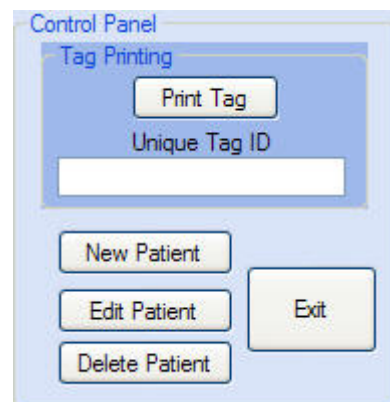 Control Panel
Tag Printing
Print Tag
Unique Tag ID
New Patient
Edit Patient
Exit
Delete Patient